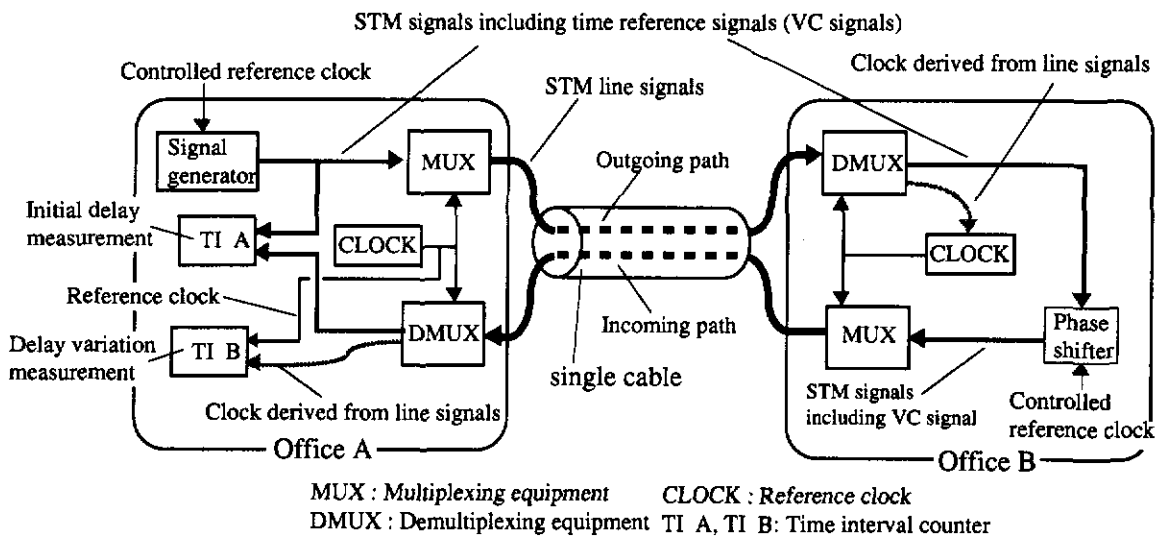 STM signals including time reference signals (VC signals)
Controlled reference clock
Clock derived from line signals
STM line signals
Signal
generator
MUX
Outgoing path
DMUX
Initial delay
measurement
TI A
CLOCK
CLOCK
Reference clock
Incoming path
Delay variation
measurement
TI B
DMUX
MUX
Phase
shifter
single cable
Clock derived from line signals
STM signals
including VC signal
Controlled
reference clock
Office A
Office B
MUX : Multiplexing equipment
CLOCK : Reference clock
DMUX : Demultiplexing equipment
TI A, TI B: Time interval counter